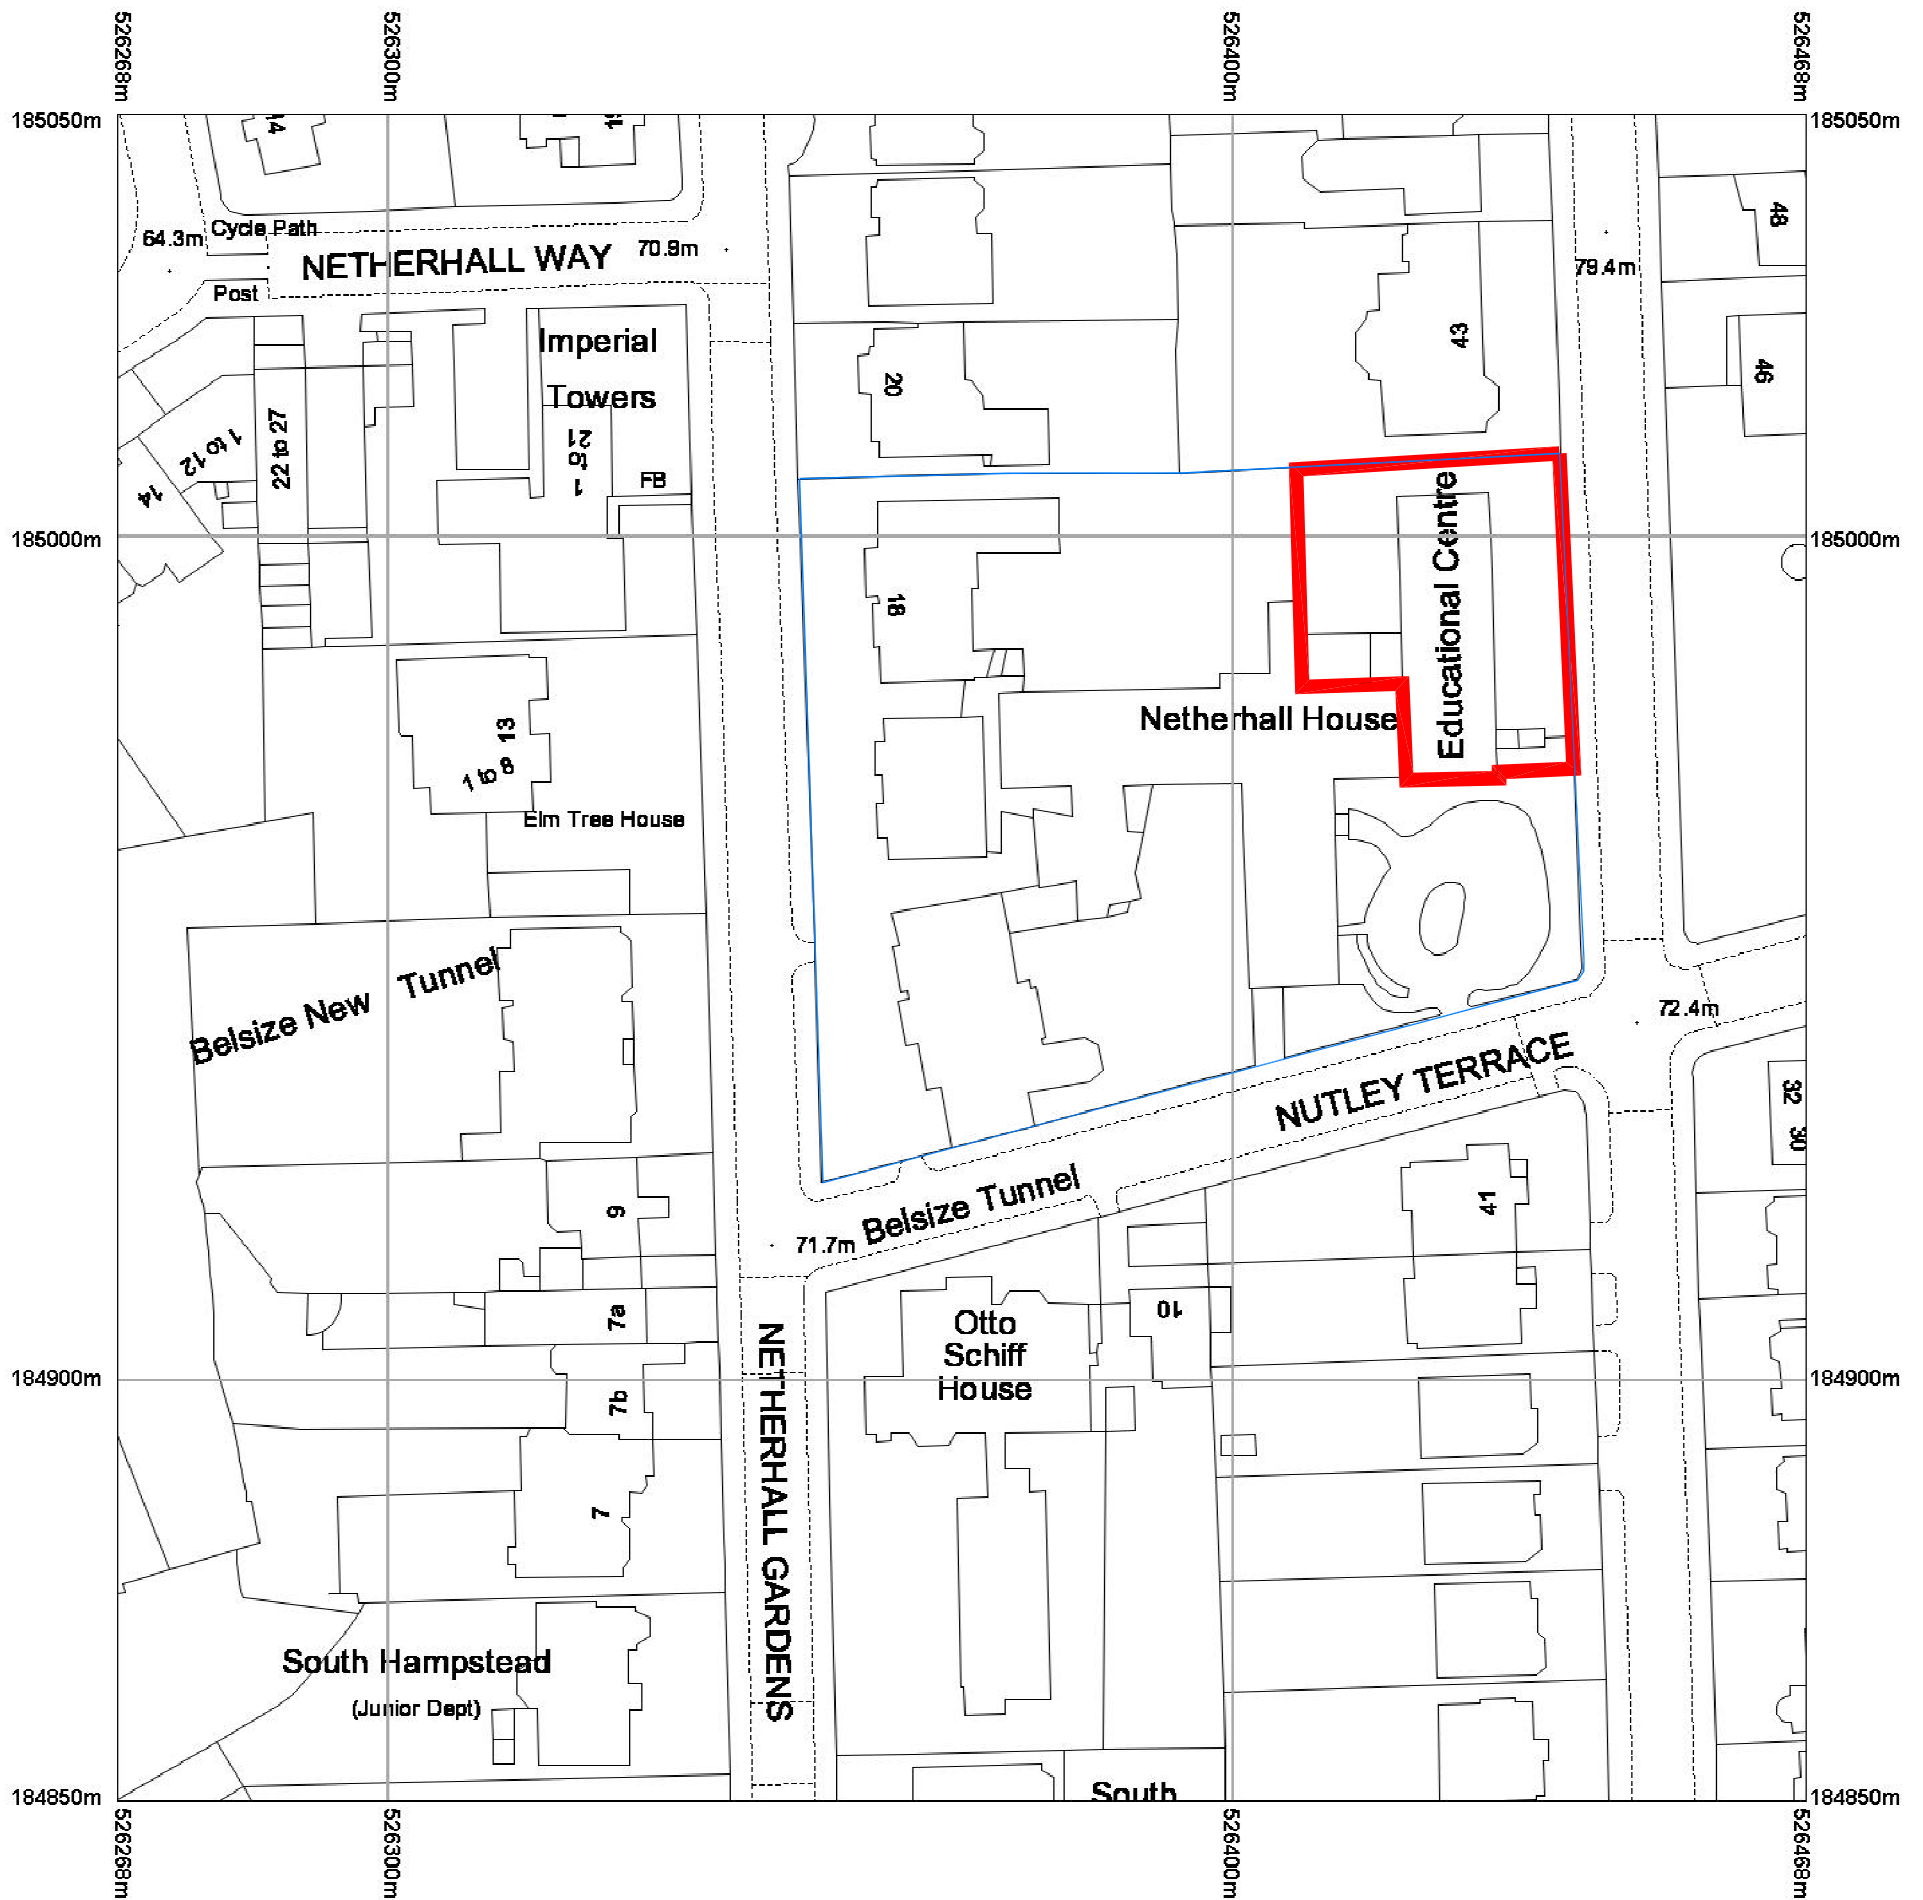 526268m
526300m
526400m
526468m
185050m
185050m
14
48
Cycle Path
64.3m
NETHERHALL WAY
70.9m
79.4m
Post
Imperial
Towers
43
46
20
22 to 27
1 to 12
14
1 to 21
FB
Educational Centre
185000m
185000m
18
13
1 to 8
Netherhall House
Elm Tree House
Belsize New Tunnel
72.4m
NUTLEY TERRACE
32
30
Belsize Tunnel
41
9
71.7m
7a
10
Otto
Schiff
House
NETHERHALL GARDENS
184900m
184900m
7b
7
South Hampstead
(Junior Dept)
South
184850m
184850m
526268m
526300m
526400m
526468m